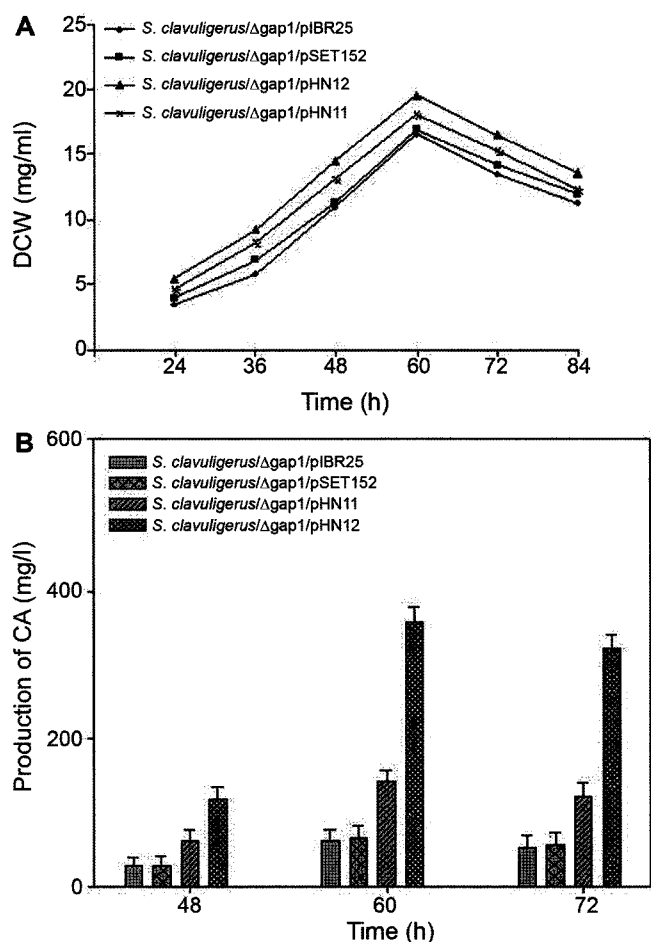 A
S. clavuligerus/Δgap1/pIBR25
S. clavuligerus/Δgap1/pSET152
S. clavuligerus/Δgap1/pHN12
S. clavuligerus/Δgap1/pHN11
DCW (mg/ml)
25
20
15
10
5
0
24 36 48 60 72 84
Time (h)
B
S. clavuligerus/Δgap1/pIBR25
S. clavuligerus/Δgap1/pSET152
S. clavuligerus/Δgap1/pHN11
S. clavuligerus/Δgap1/pHN12
Production of CA (mg/l)
600
400
200
0
48 60 72
Time (h)